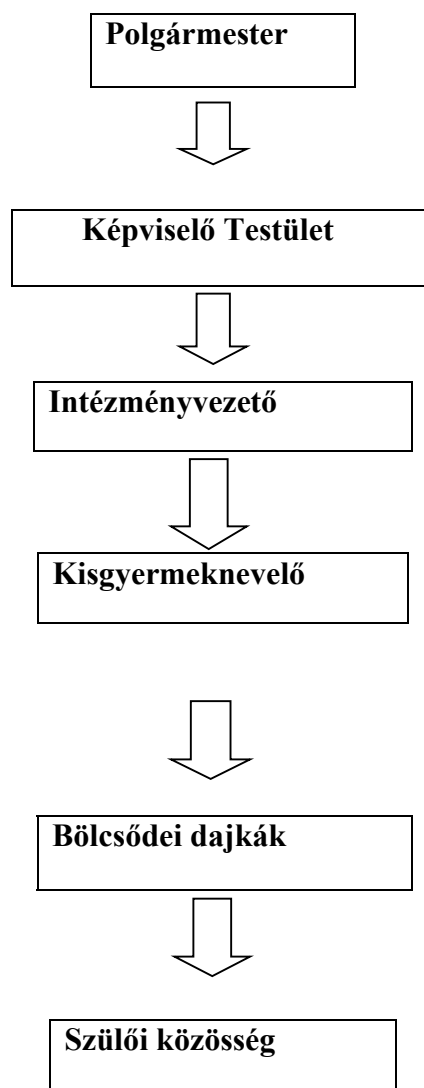 Polgármester
Képviselő Testület
Intézményvezető
Kisgyermeknevelő
Bölcsődei dajkák
Szülői közösség